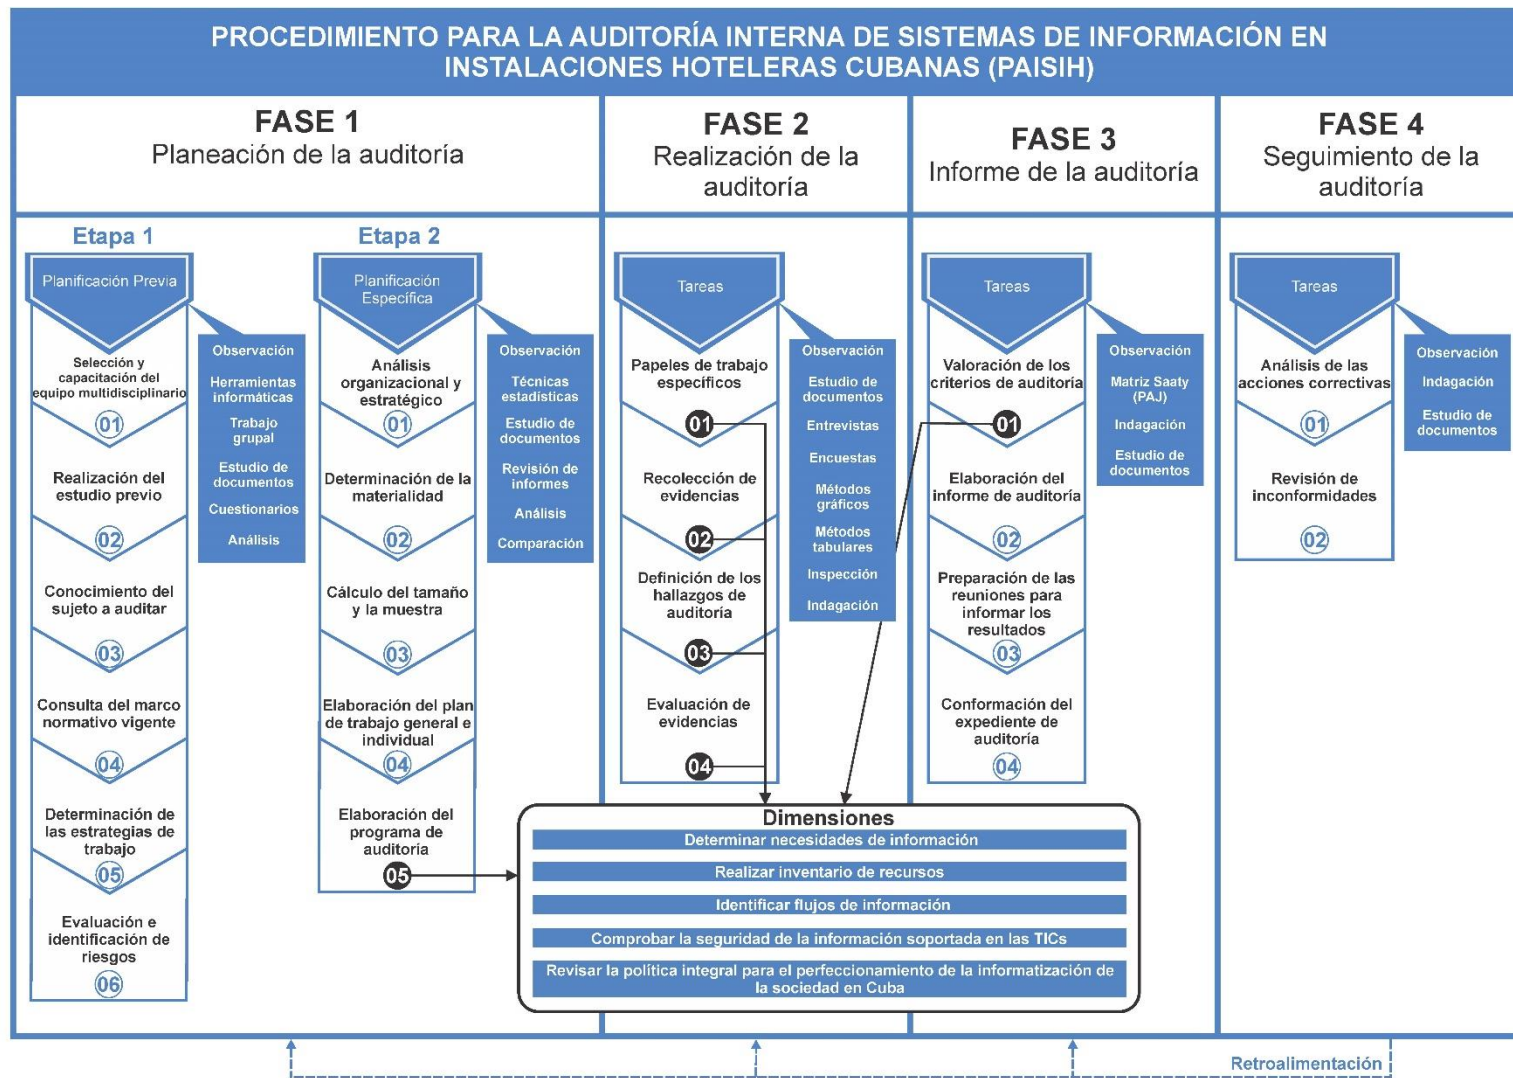 PROCEDIMIENTO PARA LA AUDITORÍA INTERNA DE SISTEMAS DE INFORMACIÓN EN
INSTALACIONES HOTELERAS CUBANAS (PAISIH)
FASE 1
Planeación de la auditoría
FASE 2
Realización de la
auditoría
FASE 3
Informe de la auditoría
FASE 4
Seguimiento de la
auditoría
Etapa 1
Planificación Previa
Selección y
capacitación del
equipo multidisciplinario
01
Realización del
estudio previo
02
Conocimiento del
sujeto a auditar
03
Consulta del marco
normativo vigente
04
Determinación de
las estrategias de
trabajo
05
Evaluación e
identificación de
riesgos
06
Observación
Herramientas
informáticas
Trabajo
grupal
Estudio de
documentos
Cuestionarios
Análisis
Etapa 2
Planificación
Específica
Análisis
organizacional y
estratégico
01
Determinación de la
materialidad
02
Cálculo del tamaño
y la muestra
03
Elaboración del plan
de trabajo general e
individual
04
Elaboración del
programa de
auditoría
05
Observación
Técnicas
estadísticas
Estudio de
documentos
Revisión de
informes
Análisis
Comparación
Tareas
Papeles de trabajo
específicos
01
Recolección de
evidencias
02
Definición de los
hallazgos de
auditoría
03
Evaluación de
evidencias
04
Observación
Estudio de
documentos
Entrevistas
Encuestas
Métodos
gráficos
Métodos
tabulares
Inspección
Indagación
Tareas
Valoración de los
criterios de auditoría
01
Elaboración del
informe de auditoría
02
Preparación de las
reuniones para
informar los
resultados
03
Conformación del
expediente de
auditoría
04
Observación
Matriz Saaty
(PAJ)
Indagación
Estudio de
documentos
Tareas
Análisis de las
acciones correctivas
01
Revisión de
inconformidades
02
Observación
Indagación
Estudio de
documentos
Dimensiones
Determinar necesidades de información
Realizar inventario de recursos
Identificar flujos de información
Comprobar la seguridad de la información soportada en las TICs
Revisar la política integral para el perfeccionamiento de la informatización de
la sociedad en Cuba
Retroalimentación